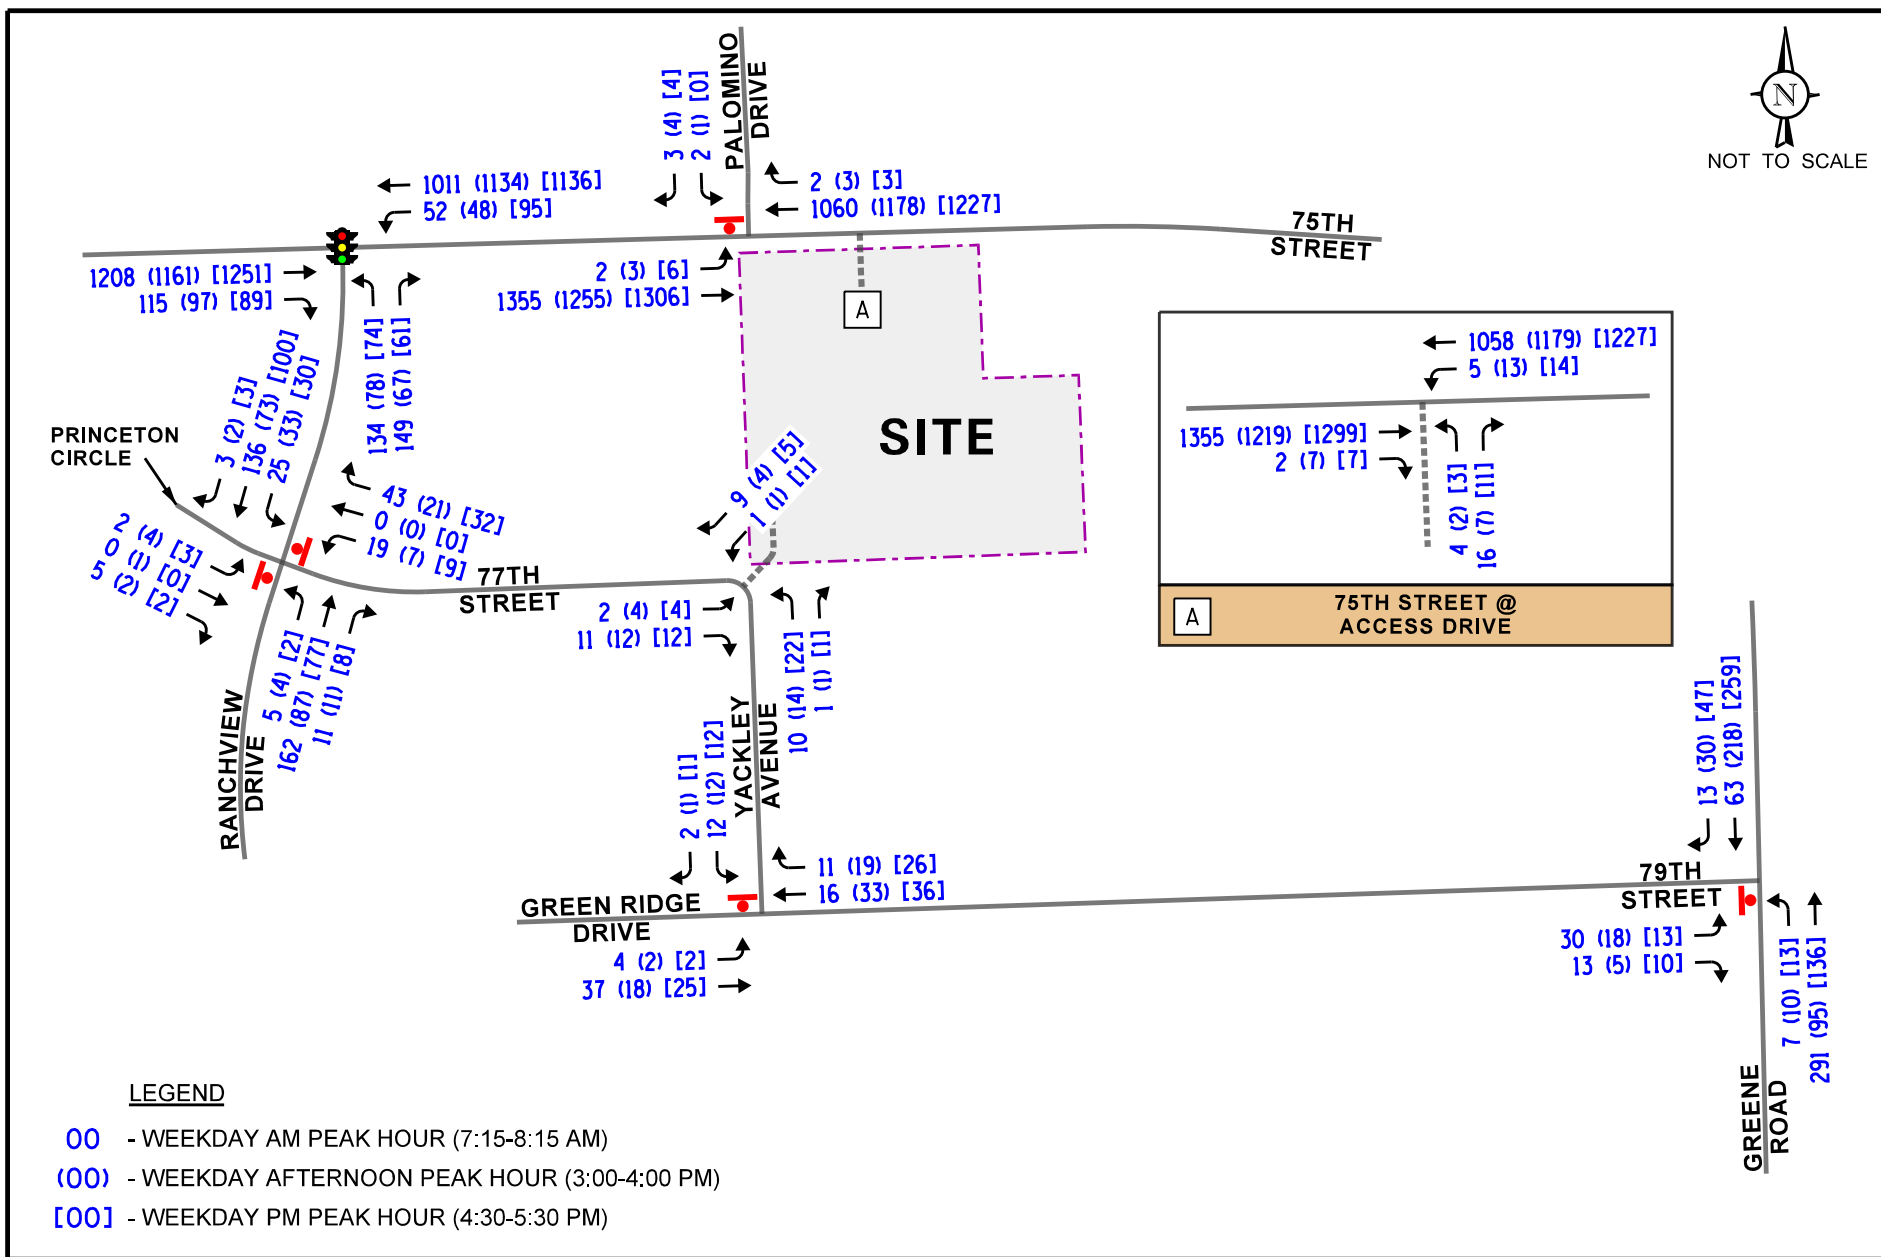 PALOMINO
DRIVE
3 (4) [4]
2 (1) [0]
N
NOT TO SCALE
1011 (1134) [1136]
52 (48) [95]
2 (3) [3]
1060 (1178) [1227]
75TH
STREET
1208 (1161) [1251]
115 (97) [89]
2 (3) [6]
1355 (1255) [1306]
A
134 (78) [74]
149 (67) [61]
3 (2) [3]
136 (73) [100]
25 (33) [30]
PRINCETON
CIRCLE
SITE
1058 (1179) [1227]
5 (13) [14]
1355 (1219) [1299]
2 (7) [7]
4 (2) [3]
16 (7) [11]
A
75TH STREET @
ACCESS DRIVE
9 (4) [5]
1 (1) [1]
43 (21) [32]
0 (0) [0]
19 (7) [9]
2 (4) [3]
0 (1) [0]
5 (2) [2]
77TH
STREET
2 (4) [4]
11 (12) [12]
10 (14) [22]
1 (1) [1]
5 (4) [2]
162 (87) [77]
11 (11) [8]
RANCHVIEW
DRIVE
YACKLEY
AVENUE
2 (1) [1]
12 (12) [12]
11 (19) [26]
16 (33) [36]
GREEN RIDGE
DRIVE
4 (2) [2]
37 (18) [25]
13 (30) [47]
63 (218) [259]
79TH
STREET
30 (18) [13]
13 (5) [10]
7 (10) [13]
291 (95) [136]
GREENE
ROAD
LEGEND
00 - WEEKDAY AM PEAK HOUR (7:15-8:15 AM)
(00) - WEEKDAY AFTERNOON PEAK HOUR (3:00-4:00 PM)
[00] - WEEKDAY PM PEAK HOUR (4:30-5:30 PM)